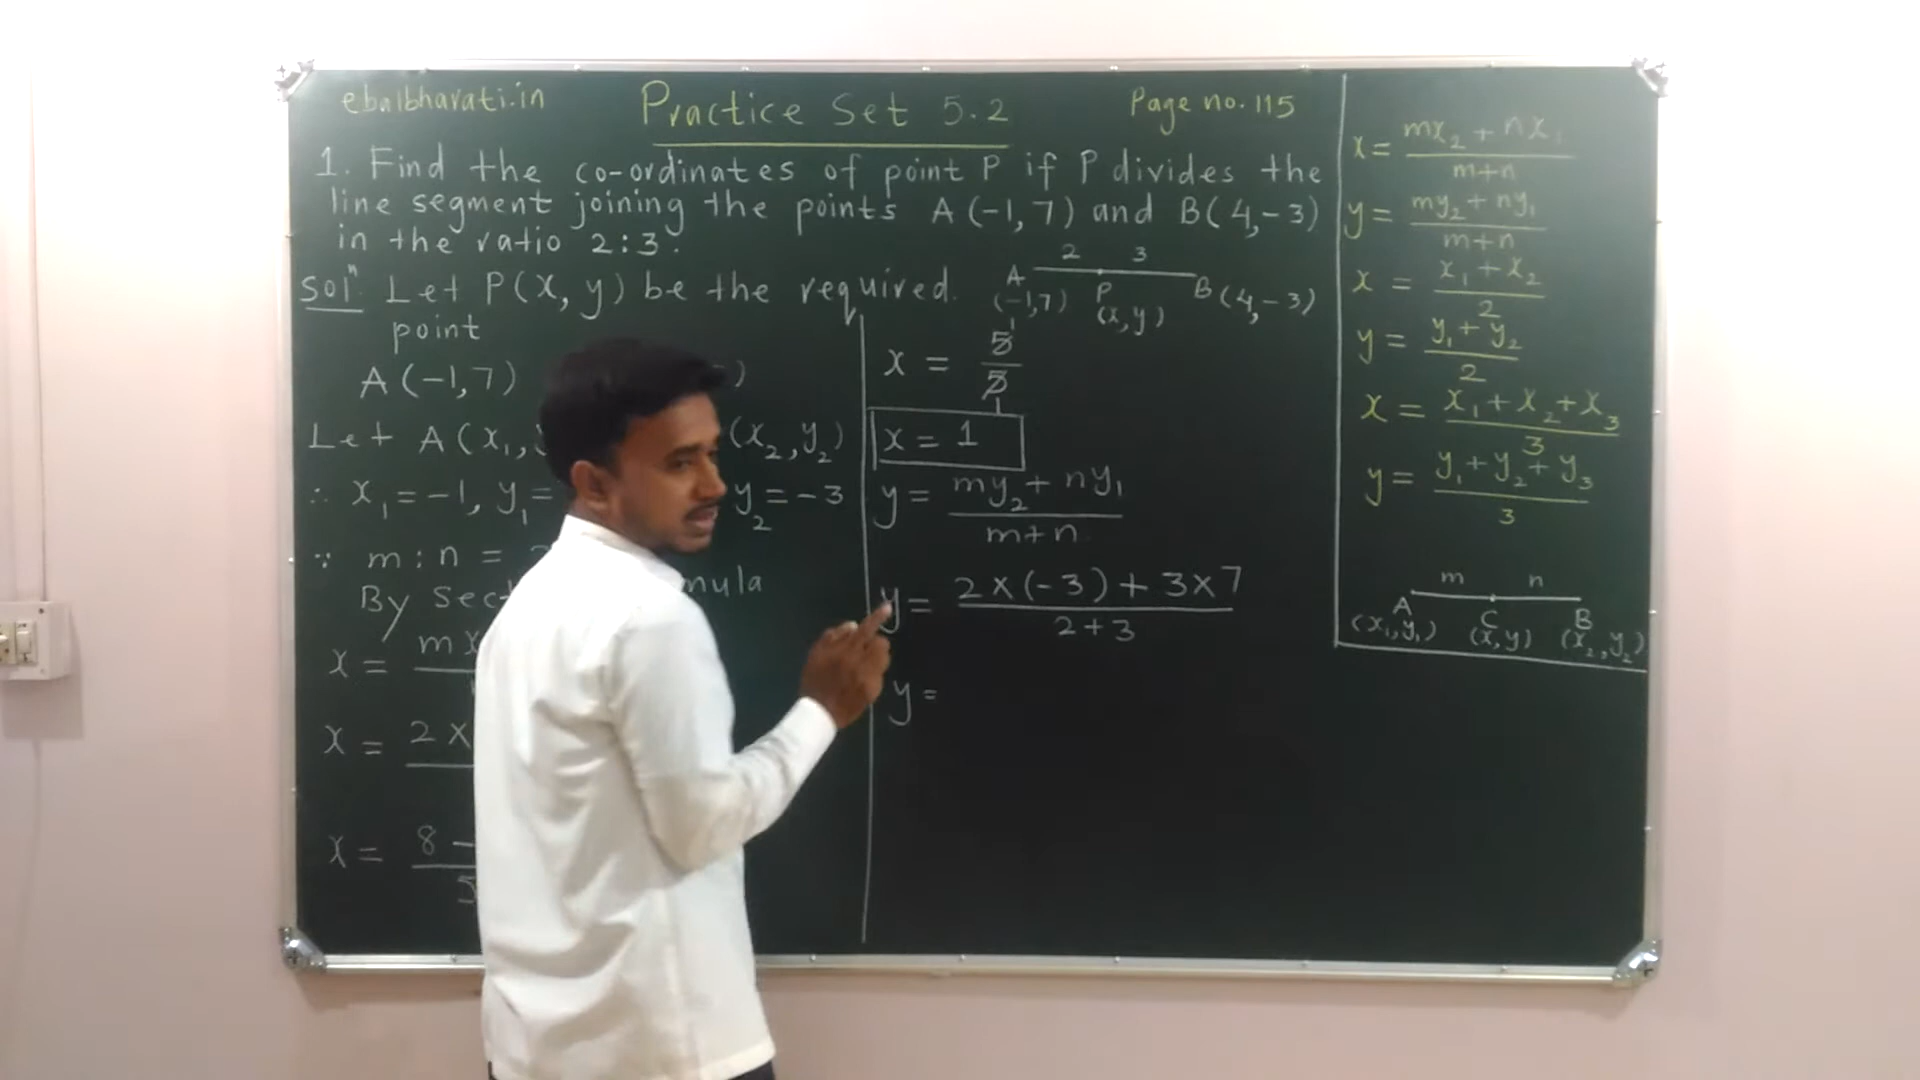 ebalbharati.in Practice Set 5.2 Page no. 115
1. Find the co-ordinates of point P if P divides the
line segment joining the points A(-1, 7) and B(4, -3)
in the ratio 2:3.
2 3
A P B(4, -3)
(-1,7) (x,y)
Solⁿ. Let P(x, y) be the required.
point
A(-1, 7) )
Let A(x₁, (x₂, y₂)
∴ x₁ = -1, y₁ = y₂ = -3
∵ m:n =
By
x =
x = 2 ×
x = 8 -
5
x = 5/5
1
1
x = 1
y = (my₂ + ny₁)/(m+n)
y = (2 × (-3) + 3 × 7)/(2 + 3)
y =
x = (mx₂ + nx₁)/(m+n)
y = (my₂ + ny₁)/(m+n)
x = (x₁ + x₂)/2
y = (y₁ + y₂)/2
x = (x₁ + x₂ + x₃)/3
y = (y₁ + y₂ + y₃)/3
m n
A C B
(x₁, y₁) (x, y) (x₂, y₂)